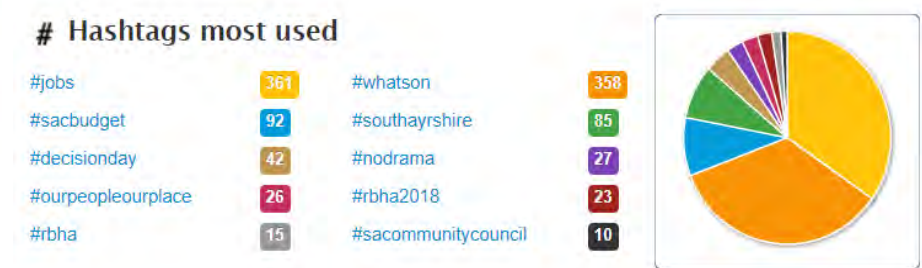 # Hashtags most used
#jobs 361 #whatson 358
#sacbudget 92 #southayrshire 85
#decisionday 42 #nodrama 27
#ourpeopleourplace 26 #rbha2018 23
#rbha 15 #sacommunitycouncil 10